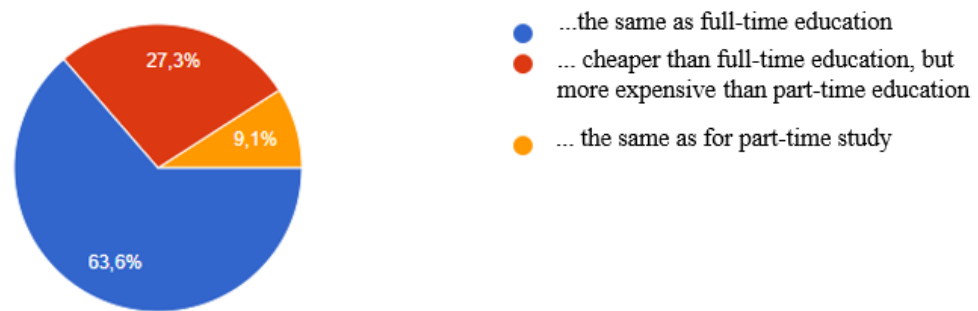 ...the same as full-time education
27,3%
... cheaper than full-time education, but
more expensive than part-time education
9,1%
... the same as for part-time study
63,6%